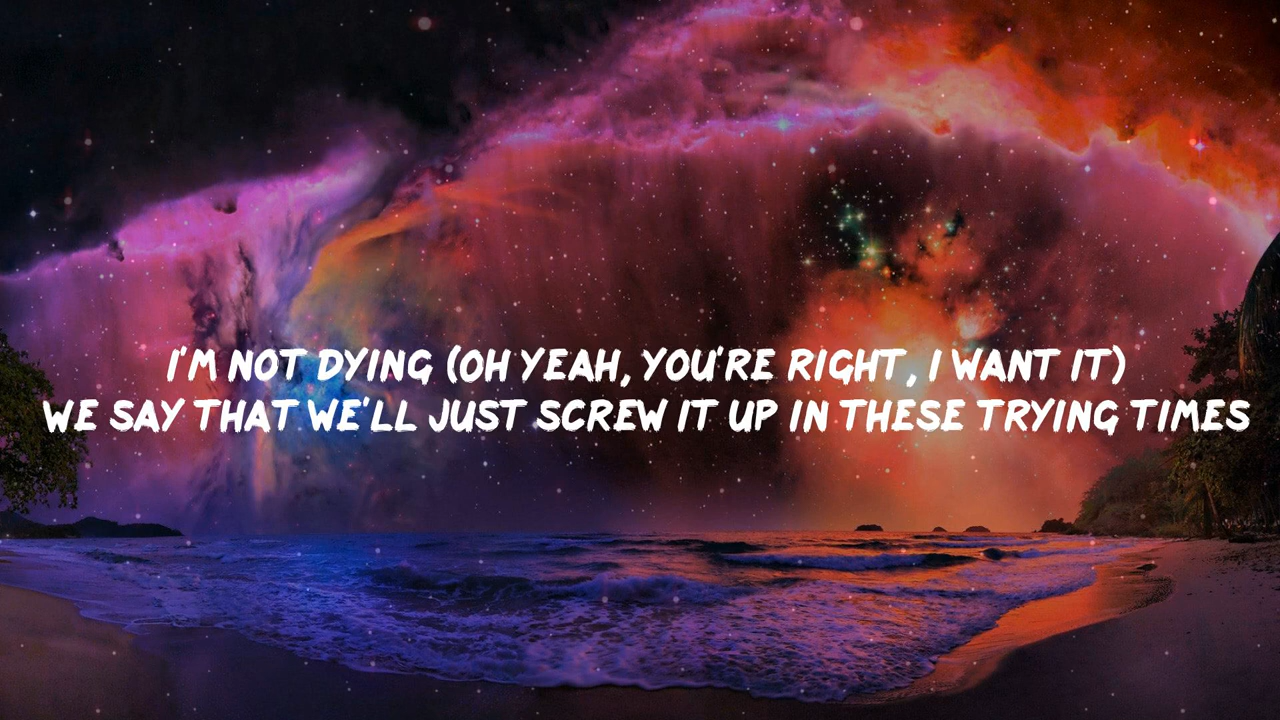 I'M NOT DYING (OH YEAH, YOU'RE RIGHT, I WANT IT)
WE SAY THAT WE'LL JUST SCREW IT UP IN THESE TRYING TIMES